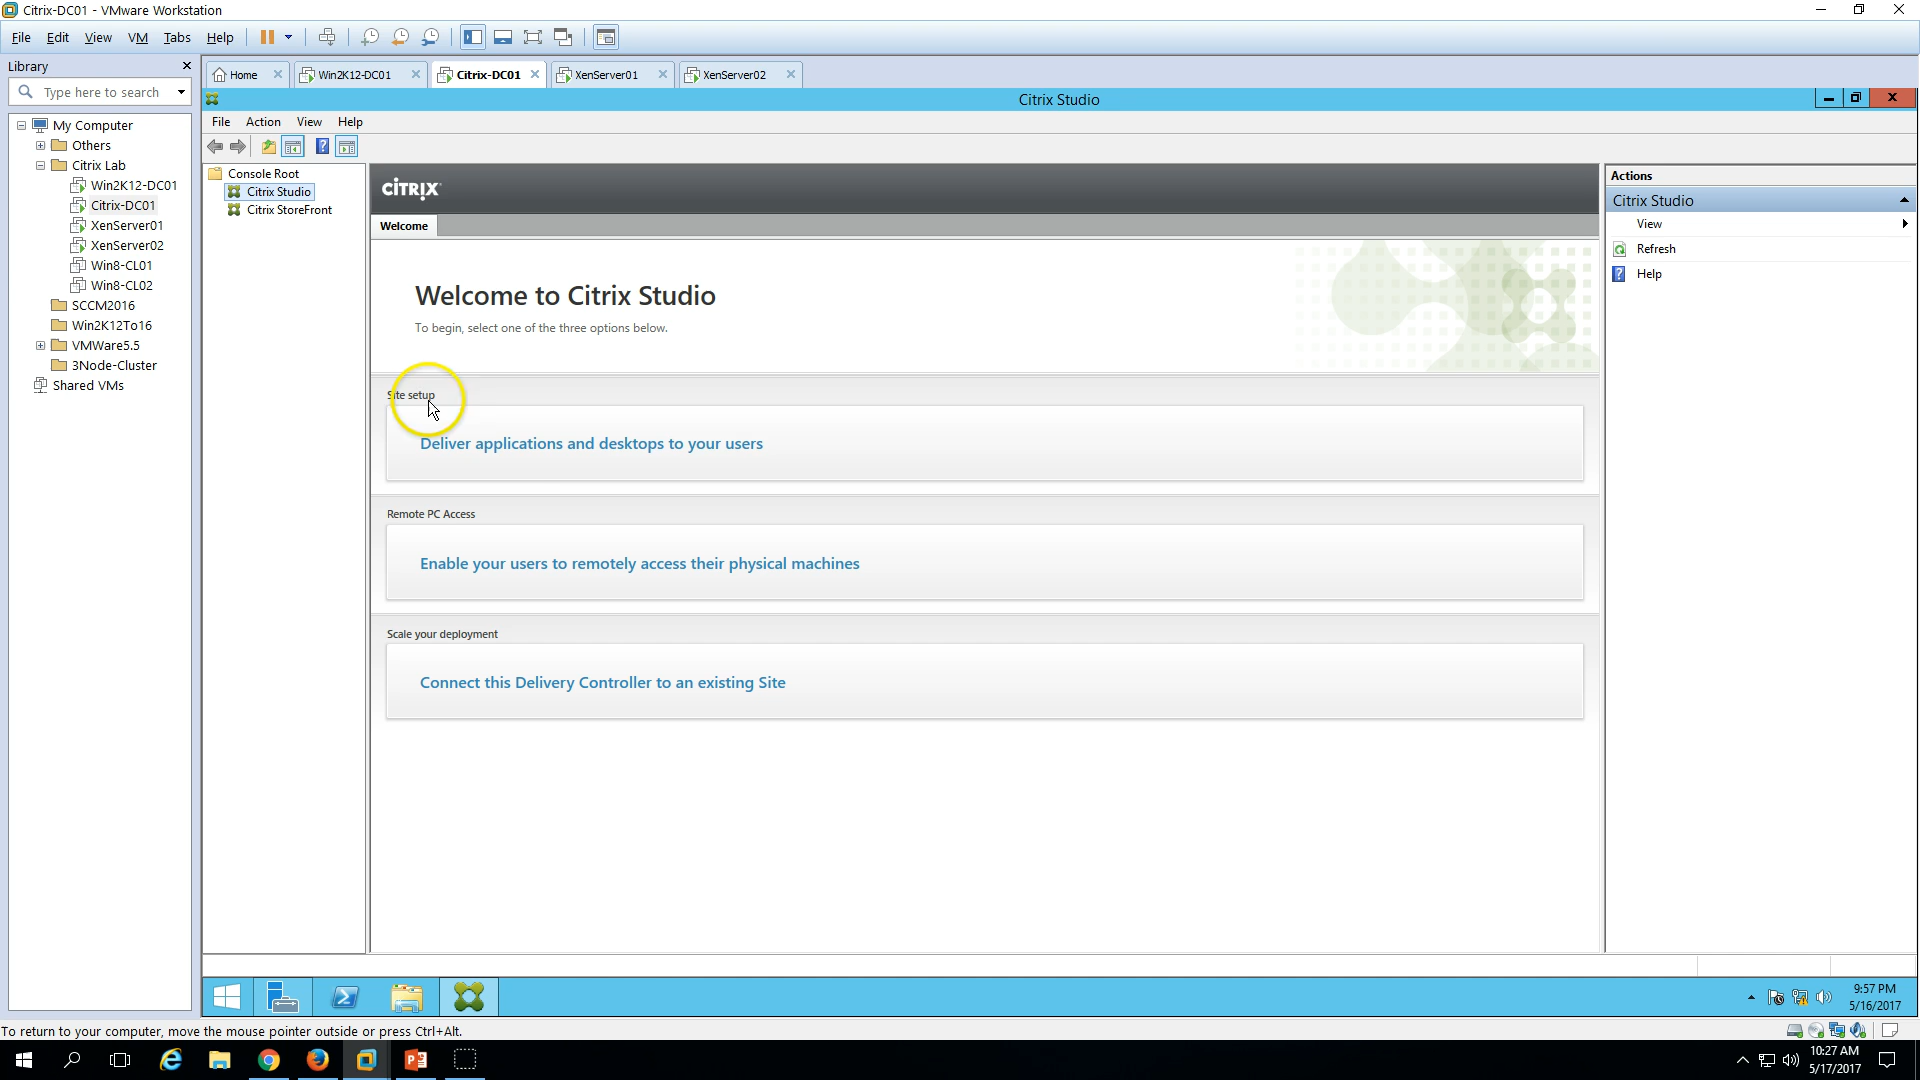 Citrix-DC01 - VMware Workstation
File Edit View VM Tabs Help
Library
Type here to search
My Computer
Others
Citrix Lab
Win2K12-DC01
Citrix-DC01
XenServer01
XenServer02
Win8-CL01
Win8-CL02
SCCM2016
Win2K12To16
VMWare5.5
3Node-Cluster
Shared VMs
Home Win2K12-DC01 Citrix-DC01 XenServer01 XenServer02
Citrix Studio
File Action View Help
Console Root
Citrix Studio
Citrix StoreFront
CITRIX
Welcome
Welcome to Citrix Studio
To begin, select one of the three options below.
Site setup
Deliver applications and desktops to your users
Remote PC Access
Enable your users to remotely access their physical machines
Scale your deployment
Connect this Delivery Controller to an existing Site
Actions
Citrix Studio
View
Refresh
Help
9:57 PM
5/16/2017
To return to your computer, move the mouse pointer outside or press Ctrl+Alt.
10:27 AM
5/17/2017